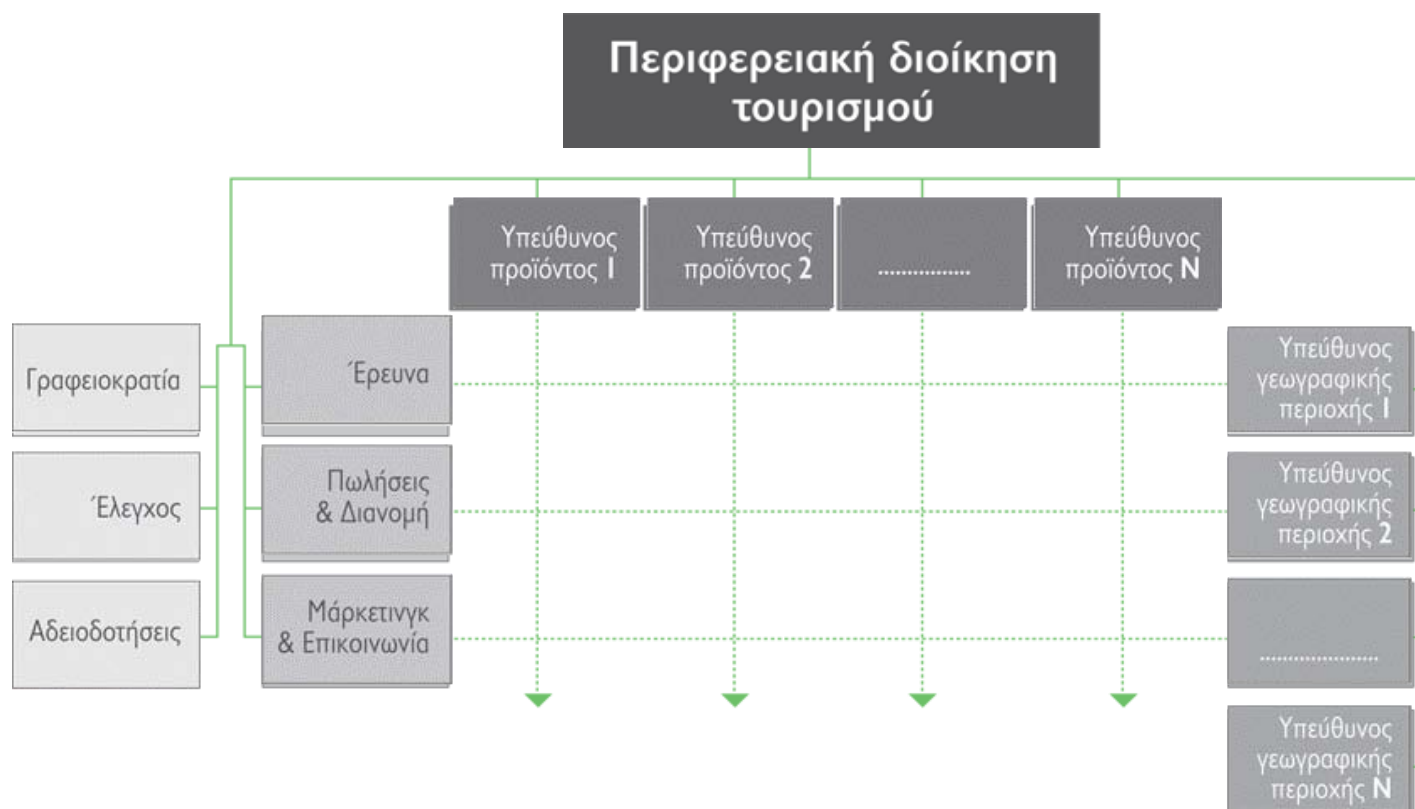 Περιφερειακή διοίκηση
τουρισμού
Υπεύθυνος
προϊόντος 1
Υπεύθυνος
προϊόντος 2
................
Υπεύθυνος
προϊόντος N
Γραφειοκρατία
Έλεγχος
Αδειοδοτήσεις
Έρευνα
Πωλήσεις
& Διανομή
Μάρκετινγκ
& Επικοινωνία
Υπεύθυνος
γεωγραφικής
περιοχής 1
Υπεύθυνος
γεωγραφικής
περιοχής 2
.....................
Υπεύθυνος
γεωγραφικής
περιοχής N